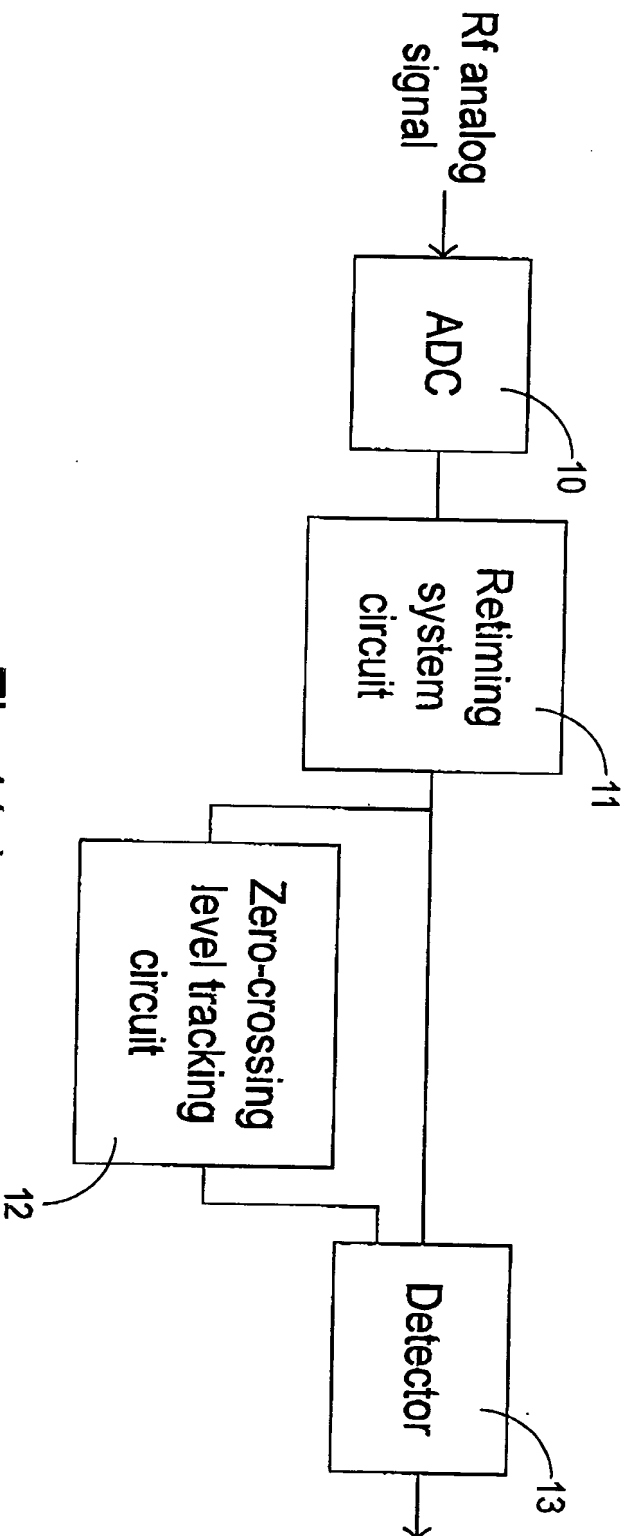 Rf analog
signal
ADC
10
Retiming
system
circuit
11
Zero-crossing
level tracking
circuit
12
Detector
13